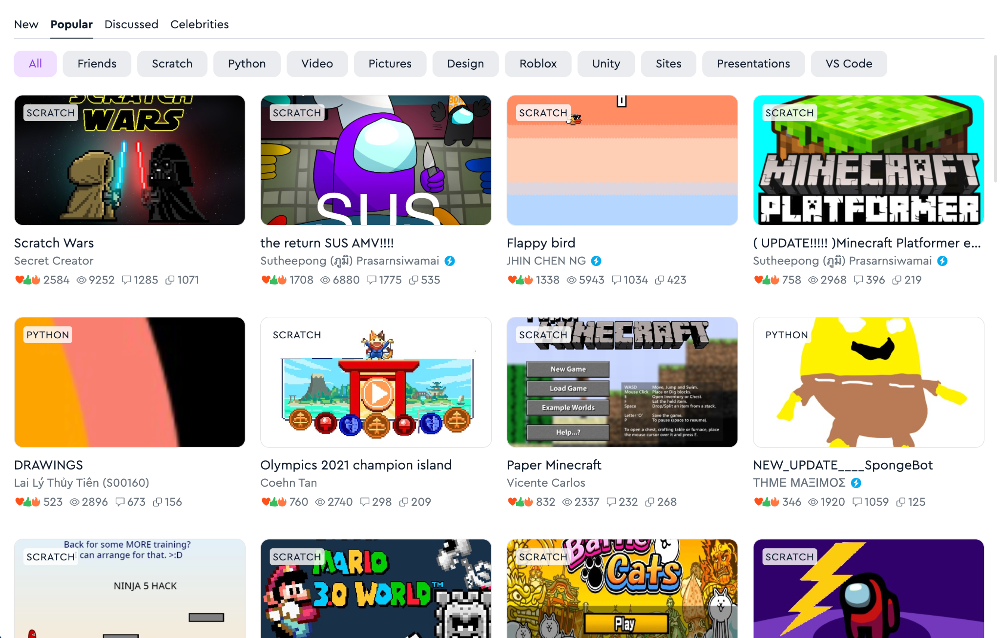 New Popular Discussed Celebrities
All Friends Scratch Python Video Pictures Design Roblox Unity Sites Presentations VS Code
SCRATCH
SCRATCH WARS
SCRATCH
SUS
SCRATCH
SCRATCH
MINECRAFT
PLATFORMER
Scratch Wars
Secret Creator
2584 9252 1285 1071
the return SUS AMV!!!!
Sutheepong (ภูมิ) Prasarnsiwamai
1708 6880 1775 535
Flappy bird
JHIN CHEN NG
1338 5943 1034 423
( UPDATE!!!!! )Minecraft Platformer e...
Sutheepong (ภูมิ) Prasarnsiwamai
758 2968 396 219
PYTHON
SCRATCH
SCRATCH
MINECRAFT
New Game
Load Game
Example Worlds
Help...?
WASD Move, Jump and Swim.
Mouse Click Place or Dig blocks.
E Open Inventory or Chest.
F Eat the held item.
Space Drop/Split an item from a stack.
Letter 'O' Save the game.
P To pause (space to resume).
To open a chest, crafting table or furnace, place
the mouse cursor over it and press E.
PYTHON
DRAWINGS
Lai Lý Thủy Tiên (S00160)
523 2896 673 156
Olympics 2021 champion island
Coehn Tan
760 2740 298 209
Paper Minecraft
Vicente Carlos
832 2337 232 268
NEW_UPDATE____SpongeBot
ΤΗΜΕ ΜΑΞΙΜΟΣ
346 1920 1059 125
Back for some MORE training?
SCRATCH
can arrange for that. >:D
NINJA 5 HACK
SCRATCH
MARIO
3.0 WORLD™
SCRATCH
Battle
Cats
Play
SCRATCH